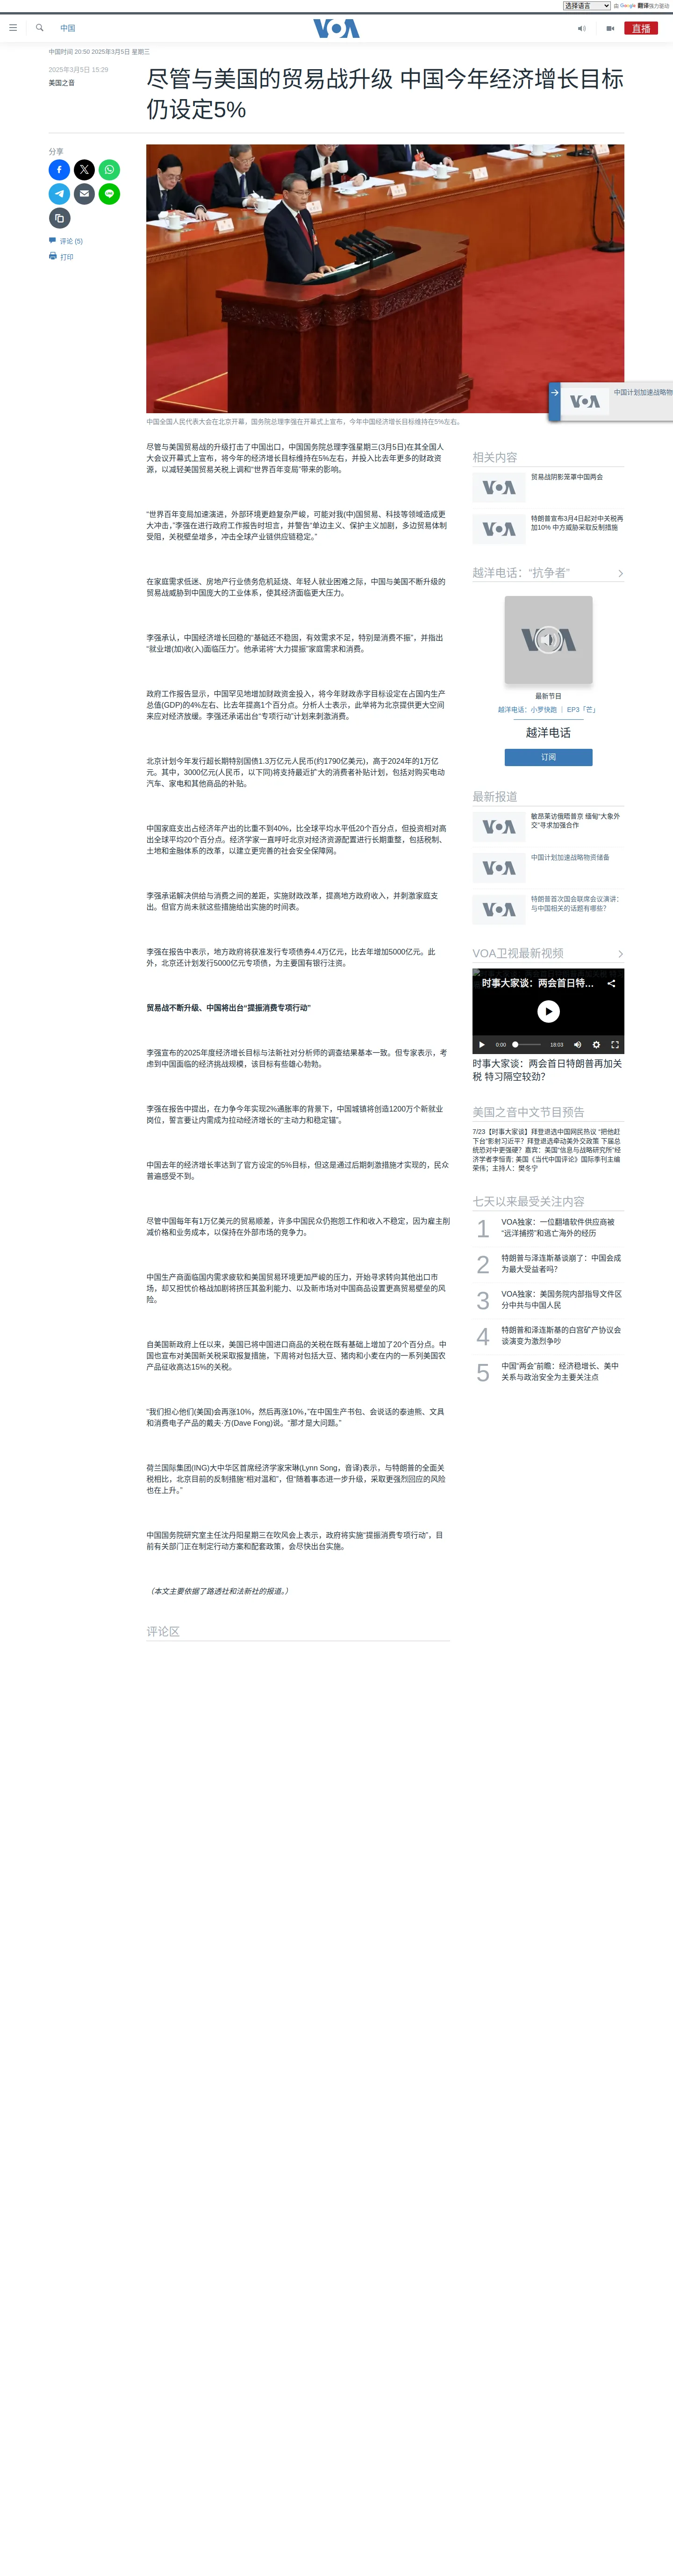 选择语言
由 Google 翻译强力驱动
中国
VOA
直播
中国时间 20:50 2025年3月5日 星期三
2025年3月5日 15:29
美国之音
尽管与美国的贸易战升级 中国今年经济增长目标
仍设定5%
分享
评论 (5)
打印
中国全国人民代表大会在北京开幕，国务院总理李强在开幕式上宣布，今年中国经济增长目标维持在5%左右。
中国计划加速战略物
VOA
尽管与美国贸易战的升级打击了中国出口，中国国务院总理李强星期三(3月5日)在其全国人
大会议开幕式上宣布，将今年的经济增长目标维持在5%左右，并投入比去年更多的财政资
源，以减轻美国贸易关税上调和“世界百年变局”带来的影响。
“世界百年变局加速演进，外部环境更趋复杂严峻，可能对我(中)国贸易、科技等领域造成更
大冲击，”李强在进行政府工作报告时坦言，并警告“单边主义、保护主义加剧，多边贸易体制
受阻，关税壁垒增多，冲击全球产业链供应链稳定。”
在家庭需求低迷、房地产行业债务危机延烧、年轻人就业困难之际，中国与美国不断升级的
贸易战威胁到中国庞大的工业体系，使其经济面临更大压力。
李强承认，中国经济增长回稳的“基础还不稳固，有效需求不足，特别是消费不振”，并指出
“就业增(加)收(入)面临压力”。他承诺将“大力提振”家庭需求和消费。
政府工作报告显示，中国罕见地增加财政资金投入，将今年财政赤字目标设定在占国内生产
总值(GDP)的4%左右、比去年提高1个百分点。分析人士表示，此举将为北京提供更大空间
来应对经济放缓。李强还承诺出台“专项行动”计划来刺激消费。
北京计划今年发行超长期特别国债1.3万亿元人民币(约1790亿美元)，高于2024年的1万亿
元。其中，3000亿元(人民币，以下同)将支持最近扩大的消费者补贴计划，包括对购买电动
汽车、家电和其他商品的补贴。
中国家庭支出占经济年产出的比重不到40%，比全球平均水平低20个百分点，但投资相对高
出全球平均20个百分点。经济学家一直呼吁北京对经济资源配置进行长期重整，包括税制、
土地和金融体系的改革，以建立更完善的社会安全保障网。
李强承诺解决供给与消费之间的差距，实施财政改革，提高地方政府收入，并刺激家庭支
出。但官方尚未就这些措施给出实施的时间表。
李强在报告中表示，地方政府将获准发行专项债券4.4万亿元，比去年增加5000亿元。此
外，北京还计划发行5000亿元专项债，为主要国有银行注资。
贸易战不断升级、中国将出台“提振消费专项行动”
李强宣布的2025年度经济增长目标与法新社对分析师的调查结果基本一致。但专家表示，考
虑到中国面临的经济挑战规模，该目标有些雄心勃勃。
李强在报告中提出，在力争今年实现2%通胀率的背景下，中国城镇将创造1200万个新就业
岗位，誓言要让内需成为拉动经济增长的“主动力和稳定锚”。
中国去年的经济增长率达到了官方设定的5%目标，但这是通过后期刺激措施才实现的，民众
普遍感受不到。
尽管中国每年有1万亿美元的贸易顺差，许多中国民众仍抱怨工作和收入不稳定，因为雇主削
减价格和业务成本，以保持在外部市场的竞争力。
中国生产商面临国内需求疲软和美国贸易环境更加严峻的压力，开始寻求转向其他出口市
场，却又担忧价格战加剧将挤压其盈利能力、以及新市场对中国商品设置更高贸易壁垒的风
险。
自美国新政府上任以来，美国已将中国进口商品的关税在既有基础上增加了20个百分点。中
国也宣布对美国新关税采取报复措施，下周将对包括大豆、猪肉和小麦在内的一系列美国农
产品征收高达15%的关税。
“我们担心他们(美国)会再涨10%，然后再涨10%，”在中国生产书包、会说话的泰迪熊、文具
和消费电子产品的戴夫·方(Dave Fong)说。“那才是大问题。”
荷兰国际集团(ING)大中华区首席经济学家宋琳(Lynn Song，音译)表示，与特朗普的全面关
税相比，北京目前的反制措施“相对温和”，但“随着事态进一步升级，采取更强烈回应的风险
也在上升。”
中国国务院研究室主任沈丹阳星期三在吹风会上表示，政府将实施“提振消费专项行动”，目
前有关部门正在制定行动方案和配套政策，会尽快出台实施。
（本文主要依据了路透社和法新社的报道。）
评论区
相关内容
VOA
贸易战阴影笼罩中国两会
VOA
特朗普宣布3月4日起对中关税再
加10% 中方威胁采取反制措施
越洋电话：“抗争者”
VOA
最新节目
越洋电话：小罗快跑 | EP3「芒」
越洋电话
订阅
最新报道
VOA
敏昂莱访俄晤普京 缅甸“大象外
交”寻求加强合作
VOA
中国计划加速战略物资储备
VOA
特朗普首次国会联席会议演讲：
与中国相关的话题有哪些？
VOA卫视最新视频
时事大家谈：两会首日特...
0:00
18:03
时事大家谈：两会首日特朗普再加关
税 特习隔空较劲？
美国之音中文节目预告
7/23【时事大家谈】拜登退选中国网民热议 “把他赶
下台”影射习近平？拜登退选牵动美外交政策 下届总
统恐对中更强硬？嘉宾：美国“信息与战略研究所”经
济学者李恒青; 美国《当代中国评论》国际季刊主编
荣伟；主持人：樊冬宁
七天以来最受关注内容
1
VOA独家：一位翻墙软件供应商被
“远洋捕捞”和逃亡海外的经历
2
特朗普与泽连斯基谈崩了：中国会成
为最大受益者吗？
3
VOA独家：美国务院内部指导文件区
分中共与中国人民
4
特朗普和泽连斯基的白宫矿产协议会
谈演变为激烈争吵
5
中国“两会”前瞻：经济稳增长、美中
关系与政治安全为主要关注点